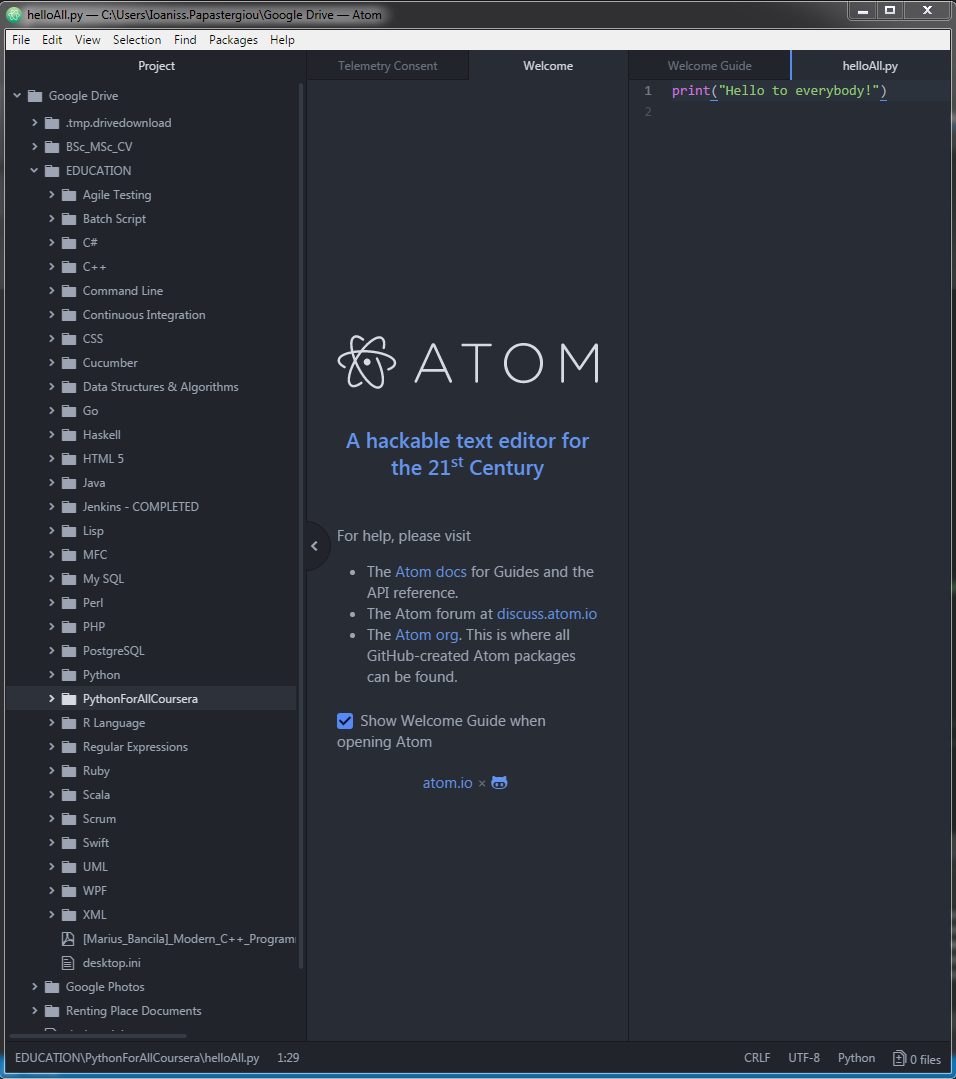 helloAll.py — C:\Users\Ioaniss.Papastergiou\Google Drive — Atom
File Edit View Selection Find Packages Help
Project
Google Drive
.tmp.drivedownload
BSc_MSc_CV
EDUCATION
Agile Testing
Batch Script
C#
C++
Command Line
Continuous Integration
CSS
Cucumber
Data Structures & Algorithms
Go
Haskell
HTML 5
Java
Jenkins - COMPLETED
Lisp
MFC
My SQL
Perl
PHP
PostgreSQL
Python
PythonForAllCoursera
R Language
Regular Expressions
Ruby
Scala
Scrum
Swift
UML
WPF
XML
[Marius_Bancila]_Modern_C++_Program
desktop.ini
Google Photos
Renting Place Documents
Telemetry Consent
Welcome
ATOM
A hackable text editor for
the 21st Century
For help, please visit
• The Atom docs for Guides and the
API reference.
• The Atom forum at discuss.atom.io
• The Atom org. This is where all
GitHub-created Atom packages
can be found.
Show Welcome Guide when
opening Atom
atom.io ×
Welcome Guide
helloAll.py
1 print("Hello to everybody!")
2
EDUCATION\PythonForAllCoursera\helloAll.py 1:29
CRLF UTF-8 Python 0 files